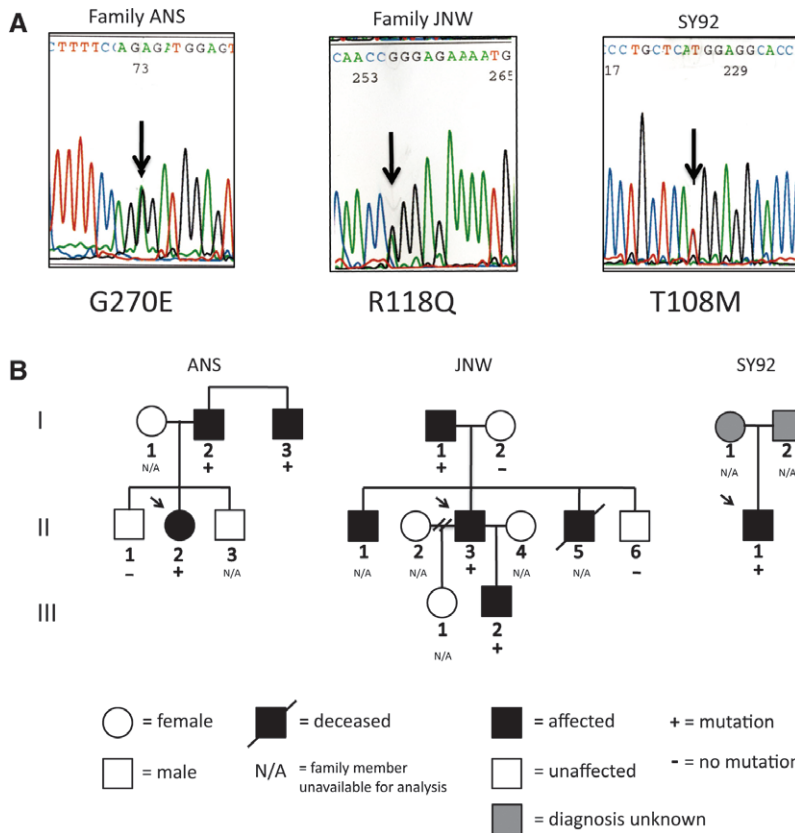 A
Family ANS
Family JNW
SY92
CTTTTCCAGAGATGGAGT
73
CAACCGGGAGAAAATG
253 265
CCTGCTCATGGAGGCACC
17 229
G270E
R118Q
T108M
B
ANS
JNW
SY92
I
1 2 3
N/A + +
1 2
+ -
1 2
N/A N/A
II
1 2 3
- + N/A
1 2 3 4 5 6
N/A N/A + N/A N/A -
1
+
III
1 2
N/A +
= female
= deceased
= affected
+ = mutation
= male
N/A = family member
unavailable for analysis
= unaffected
- = no mutation
= diagnosis unknown